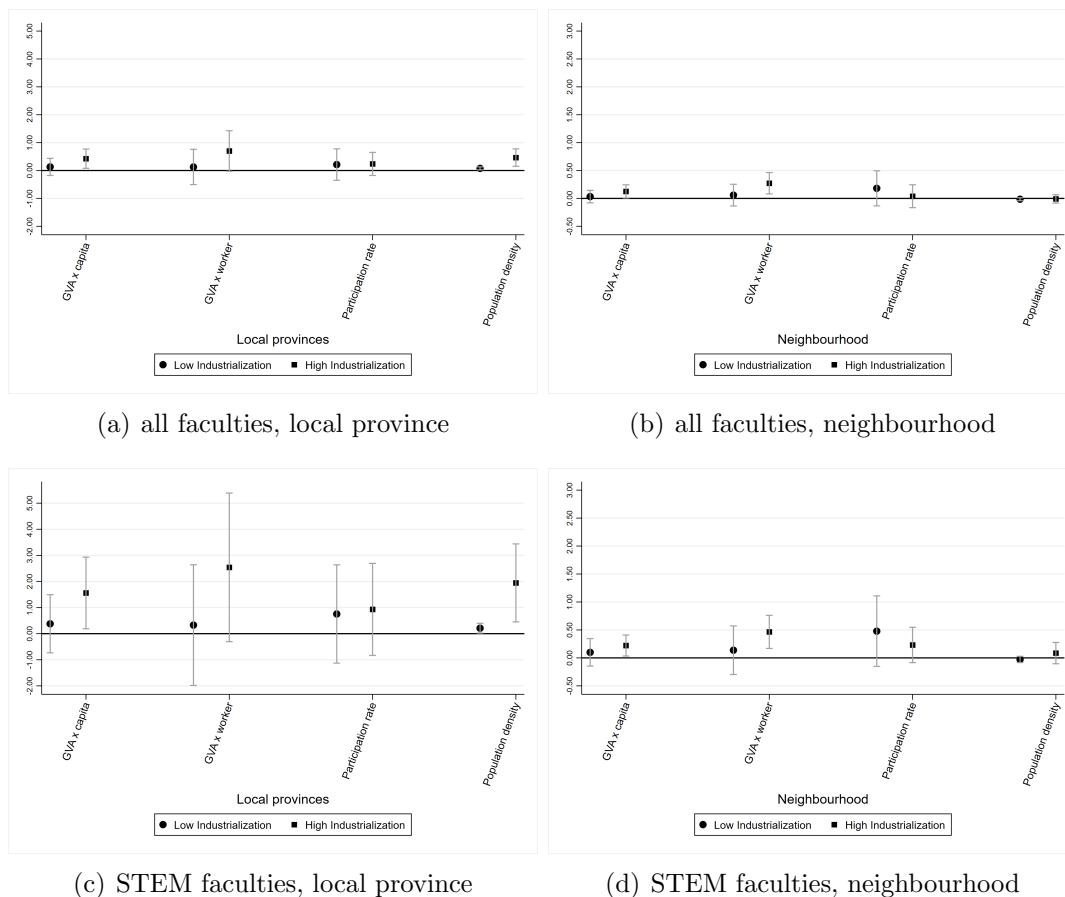 5.00
4.00
3.00
2.00
1.00
0.00
-1.00
-2.00
GVA x capita
GVA x worker
Participation rate
Population density
Local provinces
Low Industrialization High Industrialization
(a) all faculties, local province
3.00
2.50
2.00
1.50
1.00
0.50
0.00
-0.50
GVA x capita
GVA x worker
Participation rate
Population density
Neighbourhood
Low Industrialization High Industrialization
(b) all faculties, neighbourhood
5.00
4.00
3.00
2.00
1.00
0.00
-1.00
-2.00
GVA x capita
GVA x worker
Participation rate
Population density
Local provinces
Low Industrialization High Industrialization
(c) STEM faculties, local province
3.00
2.50
2.00
1.50
1.00
0.50
0.00
-0.50
GVA x capita
GVA x worker
Participation rate
Population density
Neighbourhood
Low Industrialization High Industrialization
(d) STEM faculties, neighbourhood